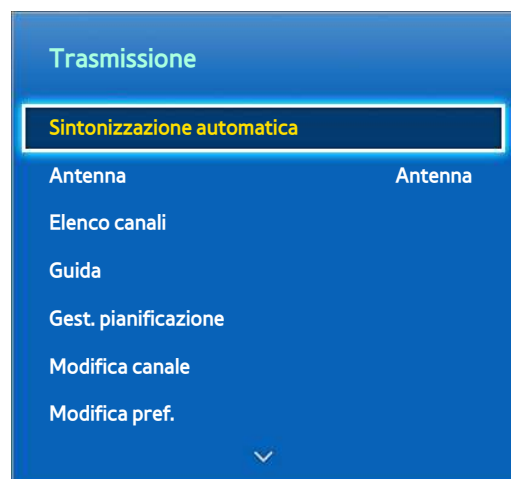 Trasmissione
Sintonizzazione automatica
Antenna Antenna
Elenco canali
Guida
Gest. pianificazione
Modifica canale
Modifica pref.